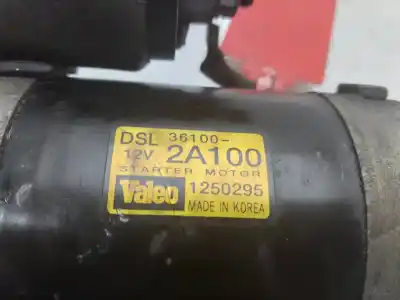 DSL 36100-
12V 2A100
STARTER MOTOR
Valeo 1250295
MADE IN KOREA